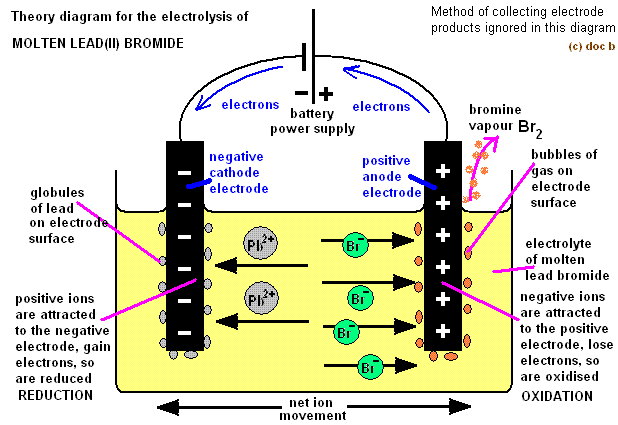 Theory diagram for the electrolysis of
MOLTEN LEAD(II) BROMIDE
Method of collecting electrode
products ignored in this diagram
(c) doc b
electrons
electrons
− +
battery
power supply
bromine
vapour Br2
negative
cathode
electrode
positive
anode
electrode
bubbles of
gas on
electrode
surface
globules
of lead
on electrode
surface
electrolyte
of molten
lead bromide
Pb2+
Pb2+
Br−
Br−
Br−
Br−
− + 
− +
− +
− +
− +
− +
positive ions
are attracted
to the negative
electrode, gain
electrons, so
are reduced
REDUCTION
negative ions
are attracted
to the positive
electrode, lose
electrons, so
are oxidised
OXIDATION
net ion
movement